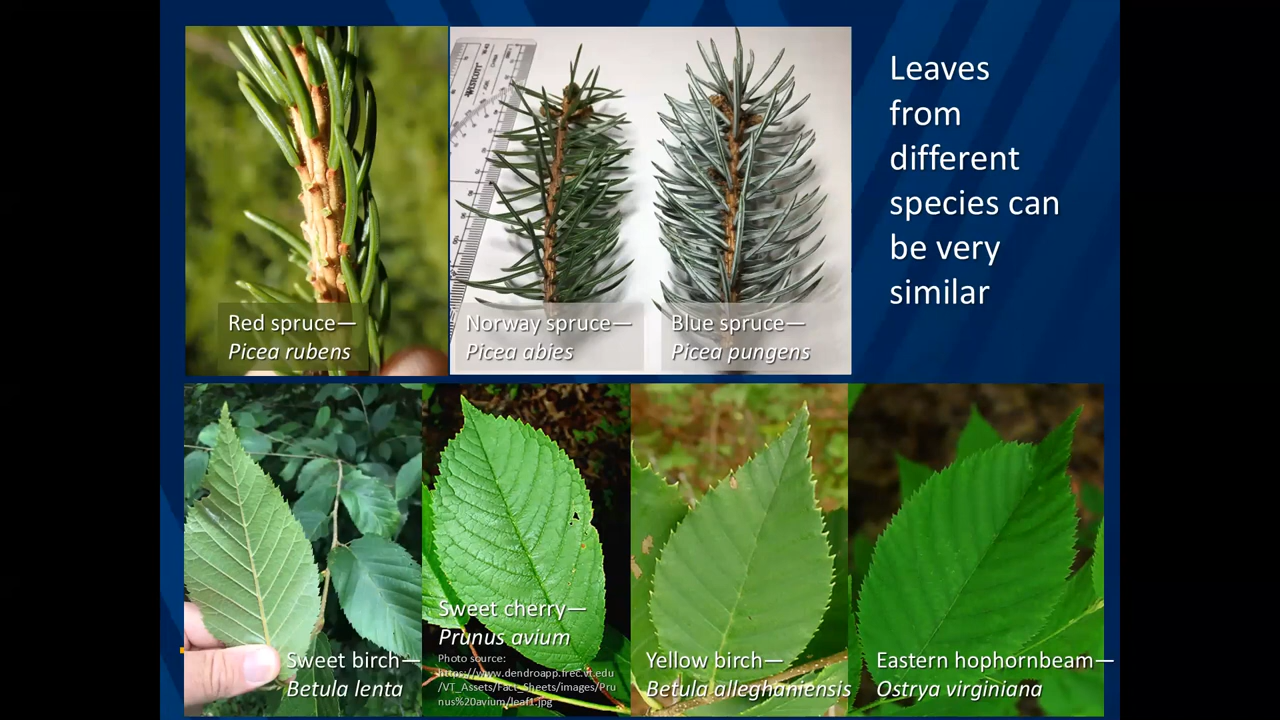 Leaves
from
different
species can
be very
similar
Red spruce—
Picea rubens
WESTCOTT
Norway spruce—
Picea abies
Blue spruce—
Picea pungens
Sweet birch—
Betula lenta
Sweet cherry—
Prunus avium
Photo source:
https://www.dendroapp.frec.vt.edu
/VT_Assets/Fact_Sheets/images/Pru
nus%20avium/leaf1.jpg
Yellow birch—
Betula alleghaniensis
Eastern hophornbeam—
Ostrya virginiana